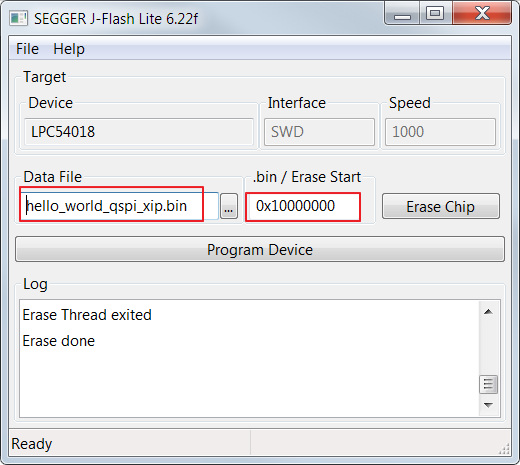 SEGGER J-Flash Lite 6.22f
File Help
Target
Device Interface Speed
LPC54018 SWD 1000
Data File .bin / Erase Start
hello_world_qspi_xip.bin ... 0x10000000 Erase Chip
Program Device
Log
Erase Thread exited
Erase done
Ready